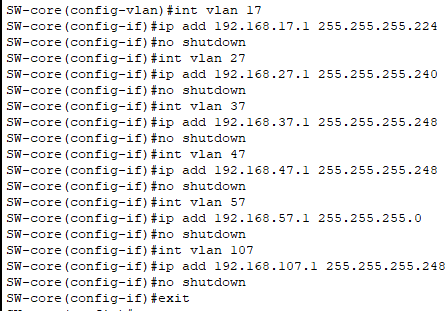 SW-core(config-vlan)#int vlan 17
SW-core(config-if)#ip add 192.168.17.1 255.255.255.224
SW-core(config-if)#no shutdown
SW-core(config-if)#int vlan 27
SW-core(config-if)#ip add 192.168.27.1 255.255.255.240
SW-core(config-if)#no shutdown
SW-core(config-if)#int vlan 37
SW-core(config-if)#ip add 192.168.37.1 255.255.255.248
SW-core(config-if)#no shutdown
SW-core(config-if)#int vlan 47
SW-core(config-if)#ip add 192.168.47.1 255.255.255.248
SW-core(config-if)#no shutdown
SW-core(config-if)#int vlan 57
SW-core(config-if)#ip add 192.168.57.1 255.255.255.0
SW-core(config-if)#no shutdown
SW-core(config-if)#int vlan 107
SW-core(config-if)#ip add 192.168.107.1 255.255.255.248
SW-core(config-if)#no shutdown
SW-core(config-if)#exit